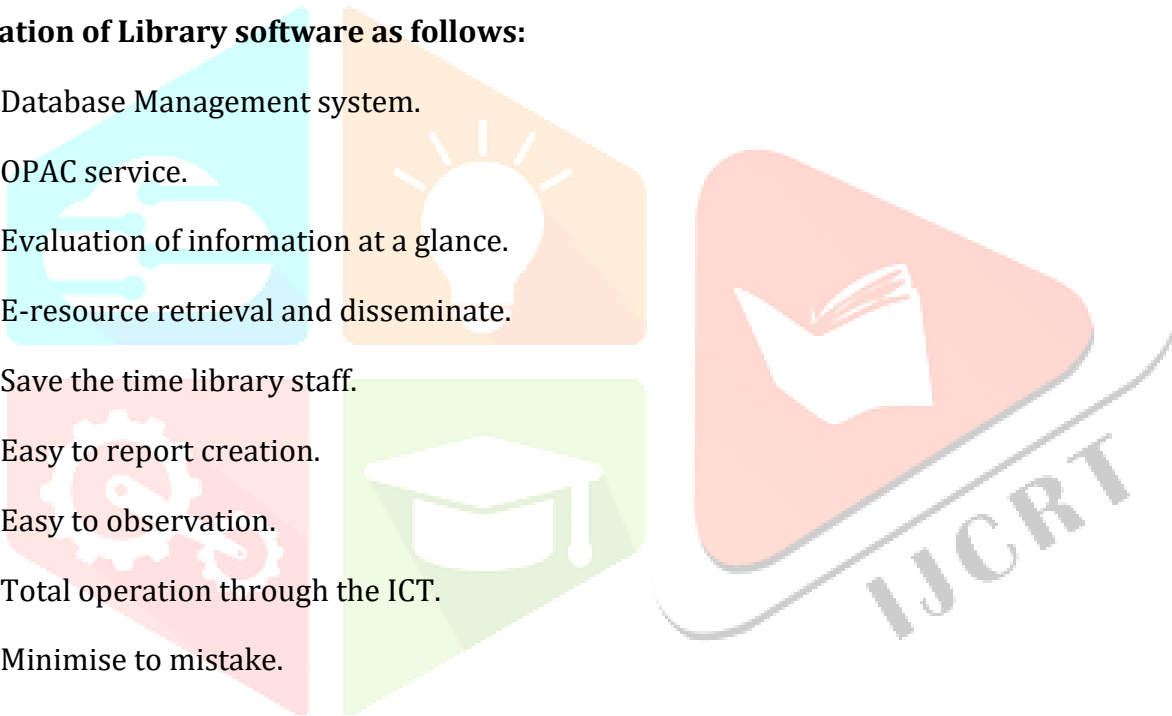 ation of Library software as follows:
Database Management system.
OPAC service.
Evaluation of information at a glance.
E-resource retrieval and disseminate.
Save the time library staff.
Easy to report creation.
Easy to observation.
Total operation through the ICT.
Minimise to mistake.
IJCRT